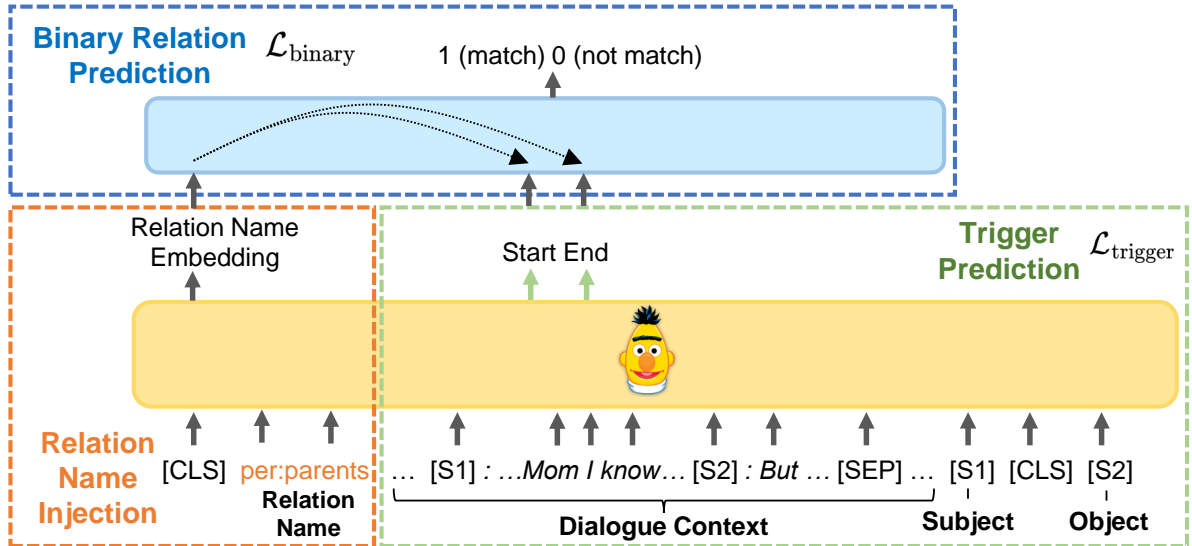 Binary Relation
Prediction
ℒbinary
1 (match) 0 (not match)
Relation Name
Embedding
Start End
Trigger
Prediction
ℒtrigger
Relation
Name
Injection
[CLS] per:parents … [S1] : …Mom I know… [S2] : But … [SEP] … [S1] [CLS] [S2]
Relation
Name
Dialogue Context
Subject
Object